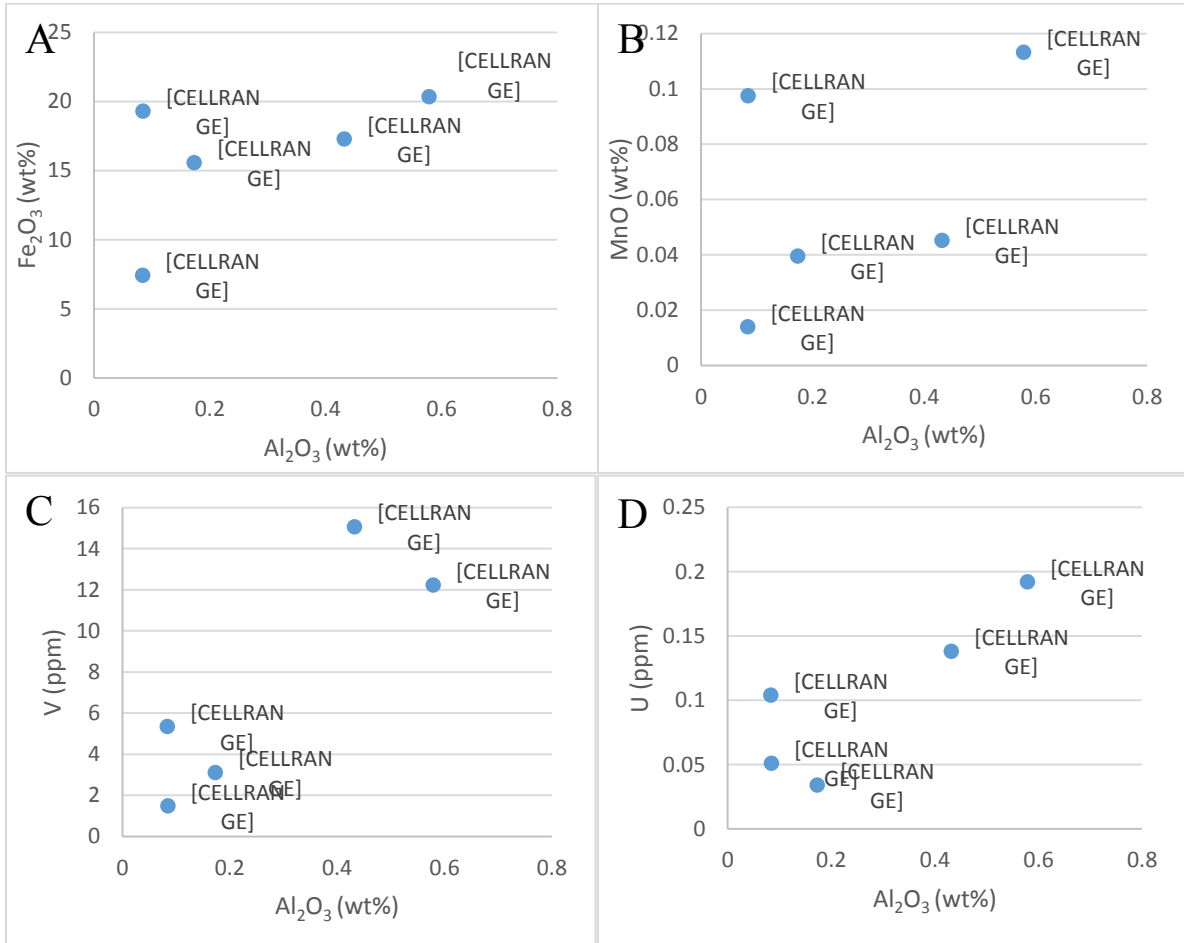 A
25
20
15
10
5
0
Fe₂O₃ (wt%)
[CELLRAN
GE]
[CELLRAN
GE]
[CELLRAN
GE]
[CELLRAN
GE]
[CELLRAN
GE]
0 0.2 0.4 0.6 0.8
Al₂O₃ (wt%)
B
0.12
0.1
0.08
0.06
0.04
0.02
0
MnO (wt%)
[CELLRAN
GE]
[CELLRAN
GE]
[CELLRAN
GE]
[CELLRAN
GE]
[CELLRAN
GE]
0 0.2 0.4 0.6 0.8
Al₂O₃ (wt%)
C
16
14
12
10
8
6
4
2
0
V (ppm)
[CELLRAN
GE]
[CELLRAN
GE]
[CELLRAN
GE]
[CELLRAN
GE]
[CELLRAN
GE]
0 0.2 0.4 0.6 0.8
Al₂O₃ (wt%)
D
0.25
0.2
0.15
0.1
0.05
0
U (ppm)
[CELLRAN
GE]
[CELLRAN
GE]
[CELLRAN
GE]
[CELLRAN
GE]
[CELLRAN
GE]
0 0.2 0.4 0.6 0.8
Al₂O₃ (wt%)